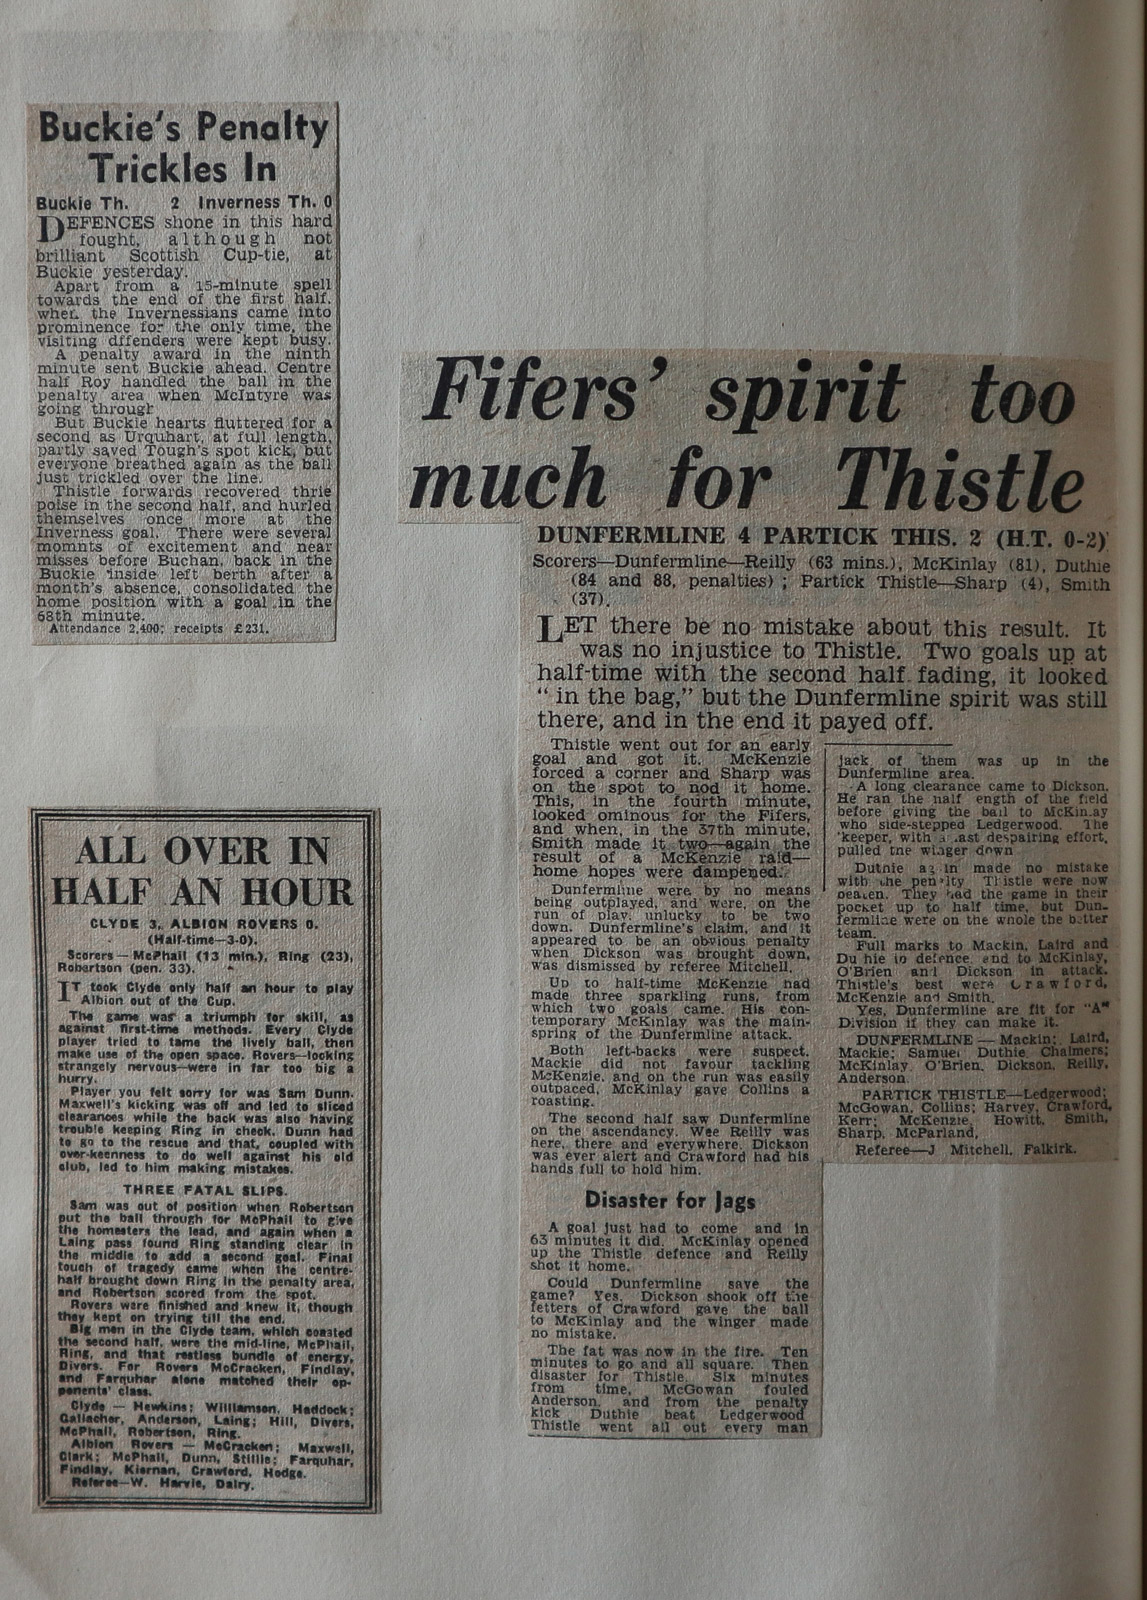 Buckie's Penalty
Trickles In
Buckie Th. 2 Inverness Th. 0
DEFENCES shone in this hard
fought, although not
brilliant Scottish Cup-tie, at
Buckie yesterday.
Apart from a 15-minute spell
towards the end of the first half,
when the Invernessians came into
prominence for the only time, the
visiting dffenders were kept busy.
A penalty award in the ninth
minute sent Buckie ahead. Centre
half Roy handled the ball in the
penalty area when McIntyre was
going through
But Buckie hearts fluttered for a
second as Urquhart, at full length,
partly saved Tough's spot kick, but
everyone breathed again as the ball
just trickled over the line.
Thistle forwards recovered thrie
poise in the second half, and hurled
themselves once more at the
Inverness goal. There were several
momnts of excitement and near
misses before Buchan, back in the
Buckie inside left berth after a
month's absence, consolidated the
home position with a goal in the
68th minute.
Attendance 2,400; receipts £231.
ALL OVER IN
HALF AN HOUR
CLYDE 3, ALBION ROVERS 0.
(Half-time—3-0).
Scorers—McPhail (13 min.), Ring (23),
Robertson (pen. 33).
IT took Clyde only half an hour to play
Albion out of the Cup.
The game was a triumph for skill, as
against first-time methods. Every Clyde
player tried to tame the lively ball, then
make use of the open space. Rovers—looking
strangely nervous—were in far too big a
hurry.
Player you felt sorry for was Sam Dunn.
Maxwell's kicking was off and led to sliced
clearances while the back was also having
trouble keeping Ring in check. Dunn had
to go to the rescue and that, coupled with
over-keenness to do well against his old
club, led to him making mistakes.
THREE FATAL SLIPS.
Sam was out of position when Robertson
put the ball through for McPhail to give
the homesters the lead, and again when a
Laing pass found Ring standing clear in
the middle to add a second goal. Final
touch of tragedy came when the centre-
half brought down Ring in the penalty area,
and Robertson scored from the spot.
Rovers were finished and knew it, though
they kept on trying till the end.
Big men in the Clyde team, which coasted
the second half, were the mid-line, McPhail,
Ring, and that restless bundle of energy,
Divers. For Rovers McCracken, Findlay,
and Farquhar alone matched their op-
ponents' class.
Clyde — Hewkins; Williamson, Haddock;
Gallacher, Anderson, Laing; Hill, Divers,
McPhail, Robertson, Ring.
Albion Rovers — McCracken; Maxwell,
Clark; McPhail, Dunn, Stillie; Farquhar,
Findlay, Kiernan, Crawford, Hodge.
Referee—W. Harvie, Dalry.
Fifers' spirit too
much for Thistle
DUNFERMLINE 4 PARTICK THIS. 2 (H.T. 0-2)
Scorers—Dunfermline—Reilly (63 mins.), McKinlay (81), Duthie
(84 and 88, penalties); Partick Thistle—Sharp (4), Smith
(37).
LET there be no mistake about this result. It
was no injustice to Thistle. Two goals up at
half-time with the second half fading, it looked
"in the bag," but the Dunfermline spirit was still
there, and in the end it payed off.
Thistle went out for an early
goal and got it. McKenzie
forced a corner and Sharp was
on the spot to nod it home.
This, in the fourth minute,
looked ominous for the Fifers,
and when, in the 37th minute,
Smith made it two—again the
result of a McKenzie raid—
home hopes were dampened.
Dunfermline were by no means
being outplayed, and were, on the
run of play, unlucky to be two
down. Dunfermline's claim, and it
appeared to be an obvious penalty
when Dickson was brought down,
was dismissed by referee Mitchell.
Up to half-time McKenzie had
made three sparkling runs, from
which two goals came. His con-
temporary McKinlay was the main-
spring of the Dunfermline attack.
Both left-backs were suspect.
Mackie did not favour tackling
McKenzie, and on the run was easily
outpaced. McKinlay gave Collins a
roasting.
The second half saw Dunfermline
on the ascendancy. Wee Reilly was
here, there and everywhere. Dickson
was ever alert and Crawford had his
hands full to hold him.
Disaster for Jags
A goal just had to come and in
63 minutes it did. McKinlay opened
up the Thistle defence and Reilly
shot it home.
Could Dunfermline save the
game? Yes. Dickson shook off the
fetters of Crawford gave the ball
to McKinlay and the winger made
no mistake.
The fat was now in the fire. Ten
minutes to go and all square. Then
disaster for Thistle. Six minutes
from time, McGowan fouled
Anderson, and from the penalty
kick Duthie beat Ledgerwood
Thistle went all out every man
jack of them was up in the
Dunfermline area.
A long clearance came to Dickson.
He ran the half ength of the field
before giving the ball to McKinlay
who side-stepped Ledgerwood. The
'keeper, with a last despairing effort,
pulled the winger down
Duthie again made no mistake
with the penalty Thistle were now
beaten. They had the game in their
pocket up to half time, but Dun-
fermline were on the whole the better
team.
Full marks to Mackin, Laird and
Du hie in defence and to McKinlay,
O'Brien and Dickson in attack.
Thistle's best were Crawford,
McKenzie and Smith.
Yes, Dunfermline are fit for "A"
Division if they can make it.
DUNFERMLINE — Mackin; Laird,
Mackie; Samuel Duthie Chalmers;
McKinlay, O'Brien, Dickson, Reilly,
Anderson.
PARTICK THISTLE—Ledgerwood;
McGowan, Collins; Harvey, Crawford,
Kerr; McKenzie, Howitt, Smith,
Sharp, McParland.
Referee—J Mitchell, Falkirk.